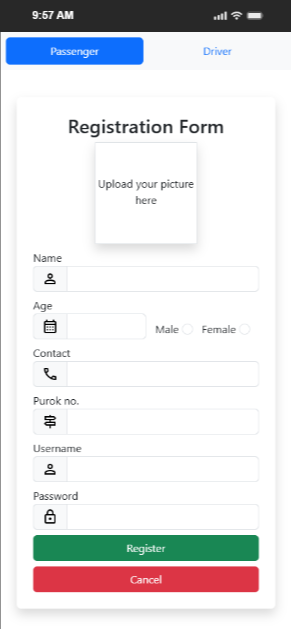 9:57 AM
Passenger
Driver
Registration Form
Upload your picture
here
Name
Age
Male
Female
Contact
Purok no.
Username
Password
Register
Cancel